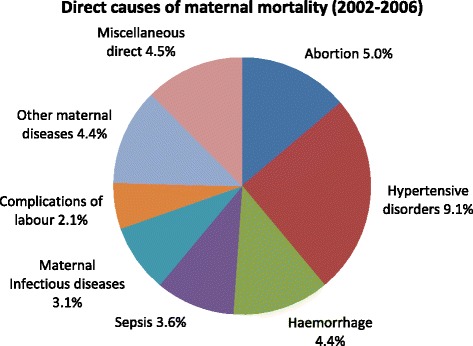 Direct causes of maternal mortality (2002-2006)
Miscellaneous
direct 4.5%
Abortion 5.0%
Other maternal
diseases 4.4%
Hypertensive
disorders 9.1%
Complications of
labour 2.1%
Maternal
Infectious diseases
3.1%
Sepsis 3.6%
Haemorrhage
4.4%